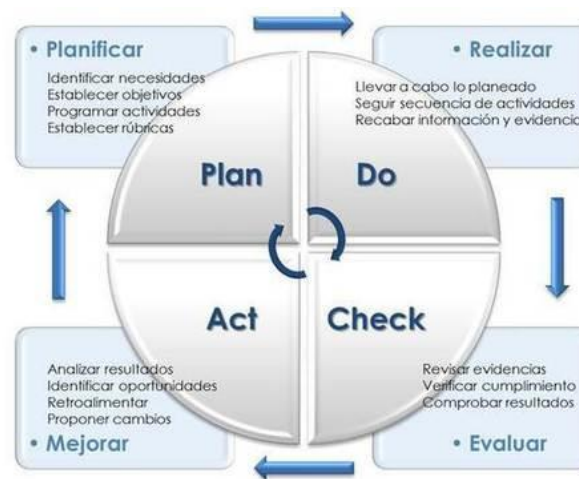 • Planificar
Identificar necesidades
Establecer objetivos
Programar actividades
Establecer rúbricas
• Realizar
Llevar a cabo lo planeado
Seguir secuencia de actividades
Recabar información y evidencia
Plan
Do
Act
Check
Analizar resultados
Identificar oportunidades
Retroalimentar
Proponer cambios
• Mejorar
Revisar evidencias
Verificar cumplimiento
Comprobar resultados
• Evaluar